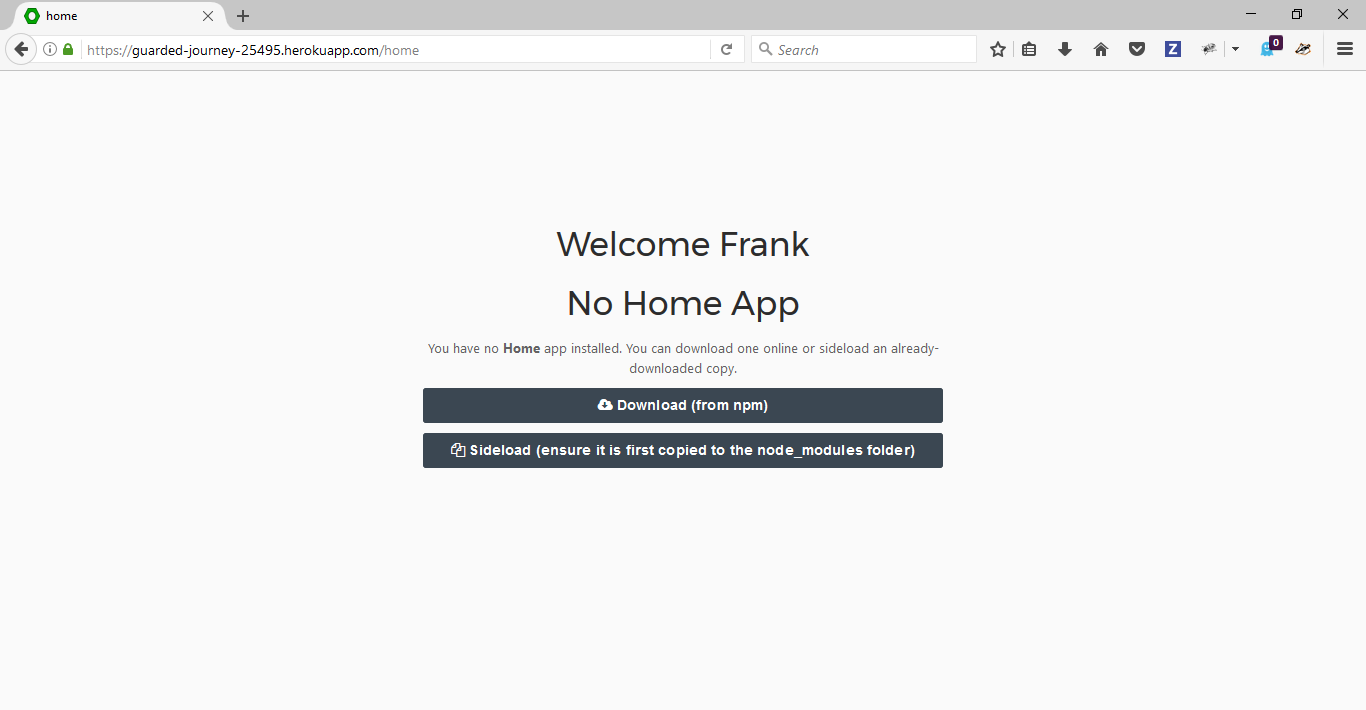 home
https://guarded-journey-25495.herokuapp.com/home
Search
Z
0
Welcome Frank
No Home App
You have no Home app installed. You can download one online or sideload an already-
downloaded copy.
Download (from npm)
Sideload (ensure it is first copied to the node_modules folder)